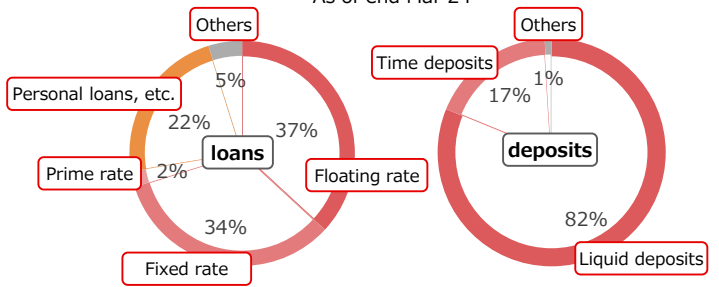 Others
5%
Personal loans, etc.
22%
37%
loans
Prime rate
2%
Floating rate
34%
Fixed rate
Others
Time deposits
1%
17%
deposits
82%
Liquid deposits